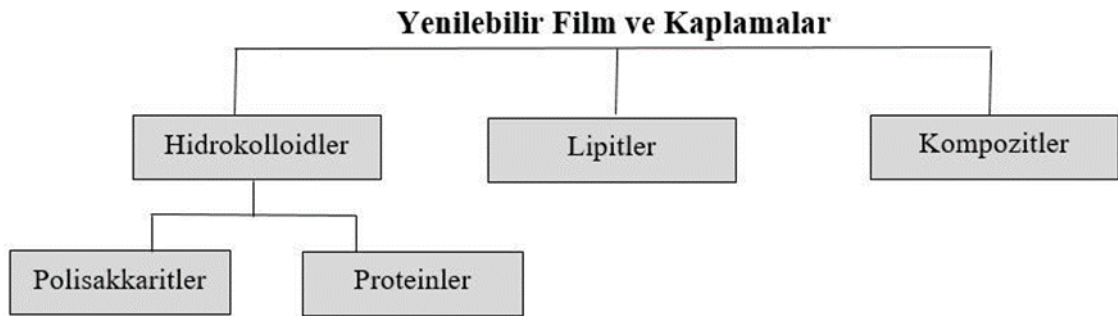 Yenilebilir Film ve Kaplamalar
Hidrokolloidler
Lipitler
Kompozitler
Polisakkaritler
Proteinler